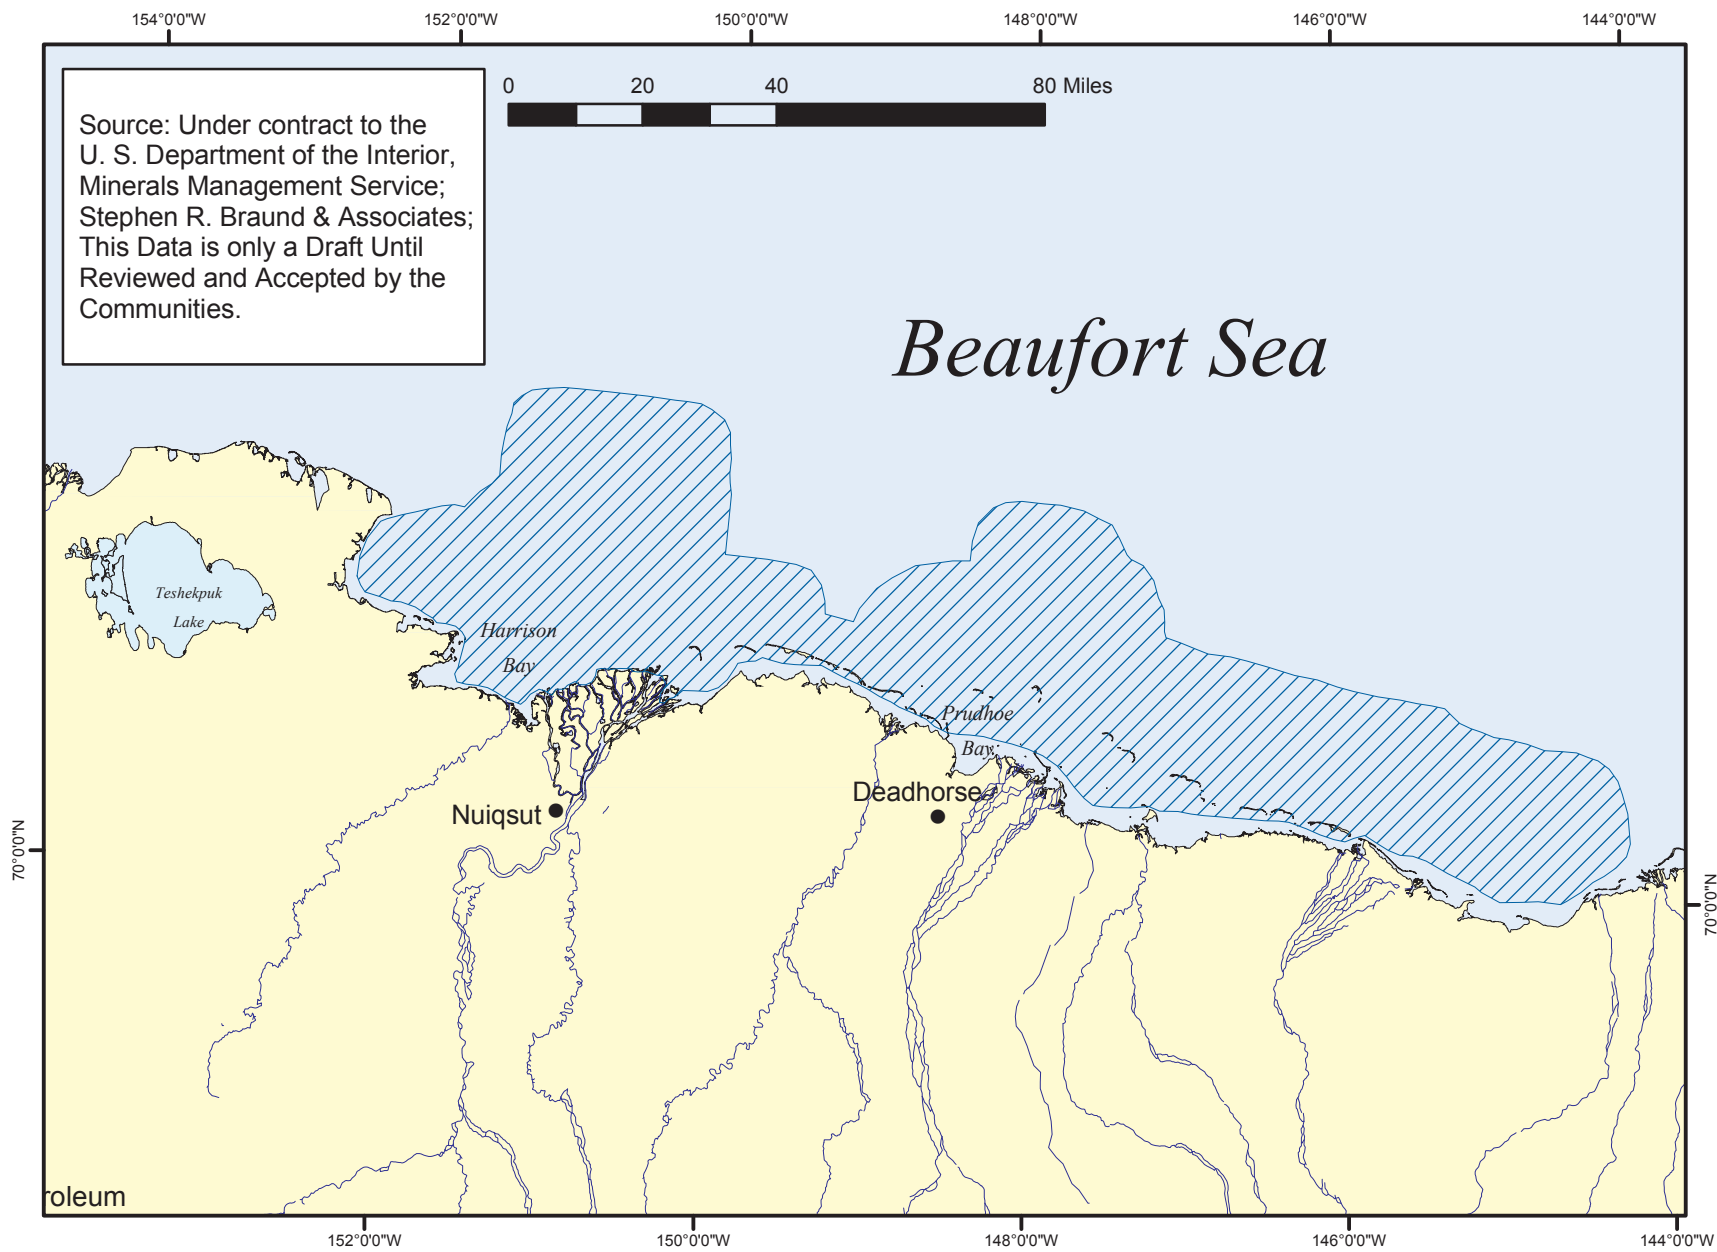 154°0'0"W 152°0'0"W 150°0'0"W 148°0'0"W 146°0'0"W 144°0'0"W
0 20 40 80 Miles
Source: Under contract to the
U. S. Department of the Interior,
Minerals Management Service;
Stephen R. Braund & Associates;
This Data is only a Draft Until
Reviewed and Accepted by the
Communities.
Beaufort Sea
Teshekpuk
Lake
Harrison
Bay
Prudhoe
Bay
Deadhorse
Nuiqsut
70°0'0"N
70°0'0"N
roleum
152°0'0"W 150°0'0"W 148°0'0"W 146°0'0"W 144°0'0"W